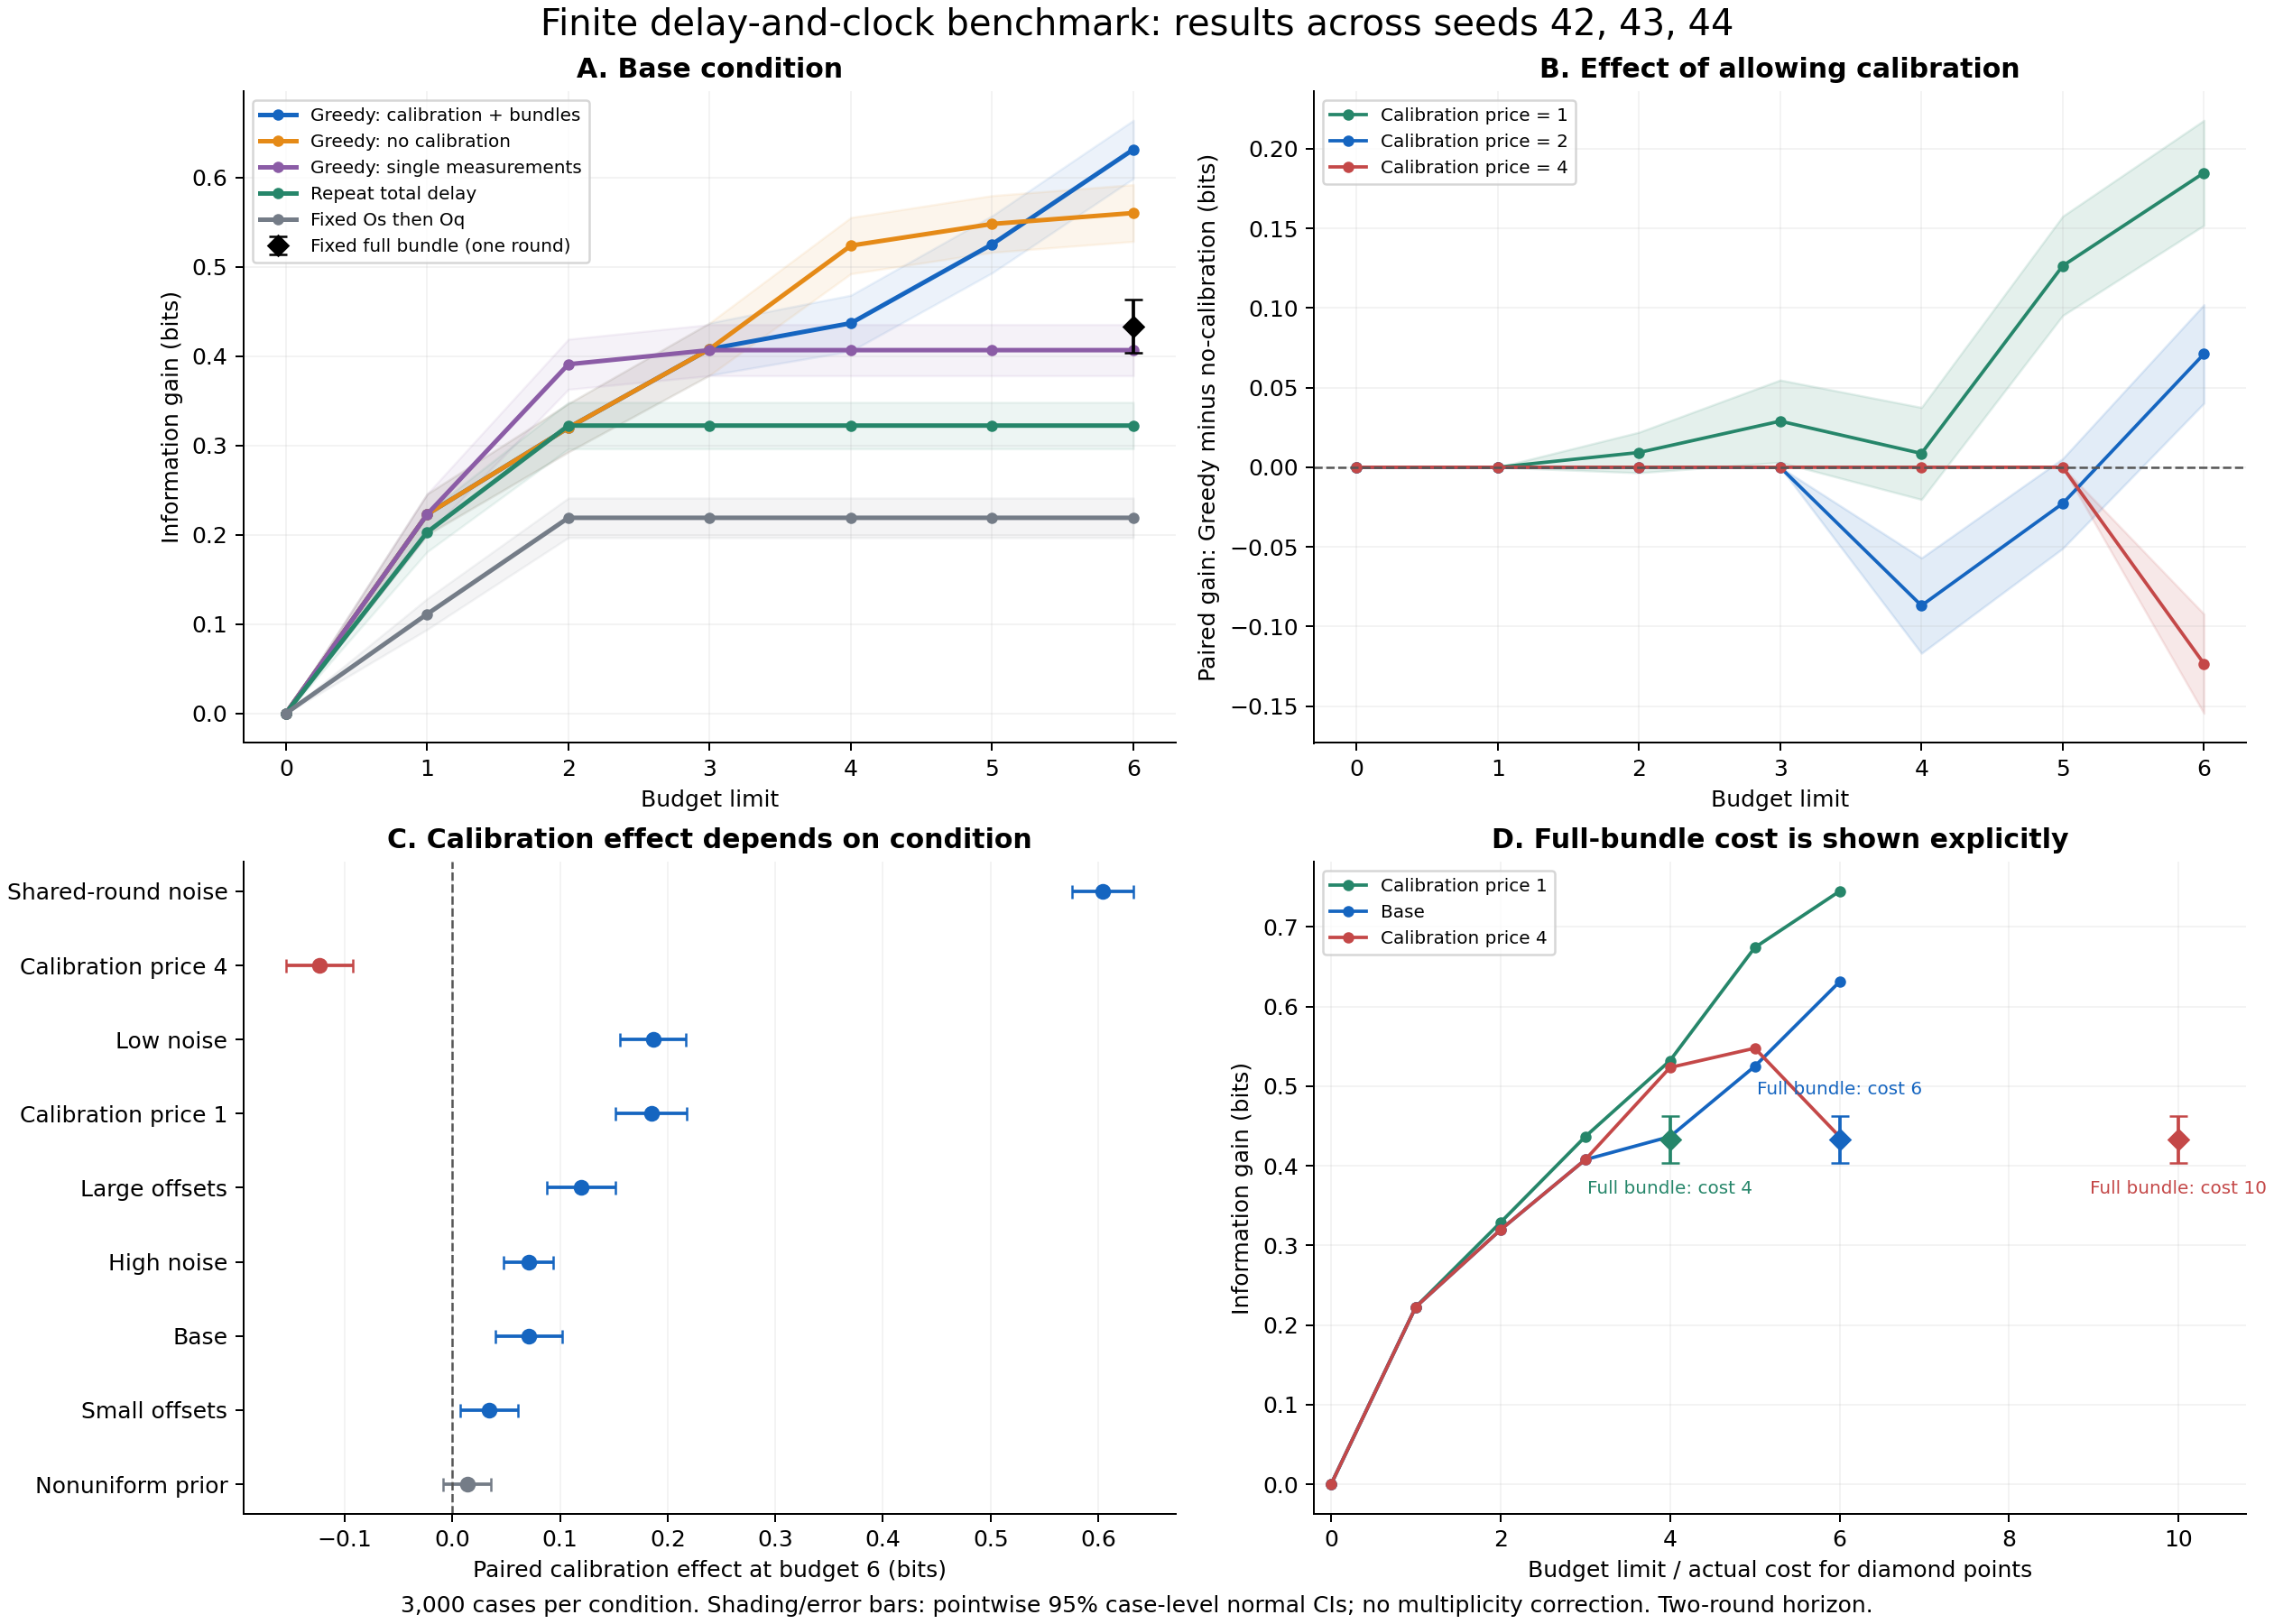 Finite delay-and-clock benchmark: results across seeds 42, 43, 44
A. Base condition
Greedy: calibration + bundles
Greedy: no calibration
Greedy: single measurements
Repeat total delay
Fixed Os then Oq
Fixed full bundle (one round)
Information gain (bits)
0.6
0.5
0.4
0.3
0.2
0.1
0.0
0 1 2 3 4 5 6
Budget limit
B. Effect of allowing calibration
Calibration price = 1
Calibration price = 2
Calibration price = 4
Paired gain: Greedy minus no-calibration (bits)
0.20
0.15
0.10
0.05
0.00
−0.05
−0.10
−0.15
0 1 2 3 4 5 6
Budget limit
C. Calibration effect depends on condition
Shared-round noise
Calibration price 4
Low noise
Calibration price 1
Large offsets
High noise
Base
Small offsets
Nonuniform prior
−0.1 0.0 0.1 0.2 0.3 0.4 0.5 0.6
Paired calibration effect at budget 6 (bits)
D. Full-bundle cost is shown explicitly
Calibration price 1
Base
Calibration price 4
Information gain (bits)
0.7
0.6
0.5
0.4
0.3
0.2
0.1
0.0
Full bundle: cost 6
Full bundle: cost 4
Full bundle: cost 10
0 2 4 6 8 10
Budget limit / actual cost for diamond points
3,000 cases per condition. Shading/error bars: pointwise 95% case-level normal CIs; no multiplicity correction. Two-round horizon.